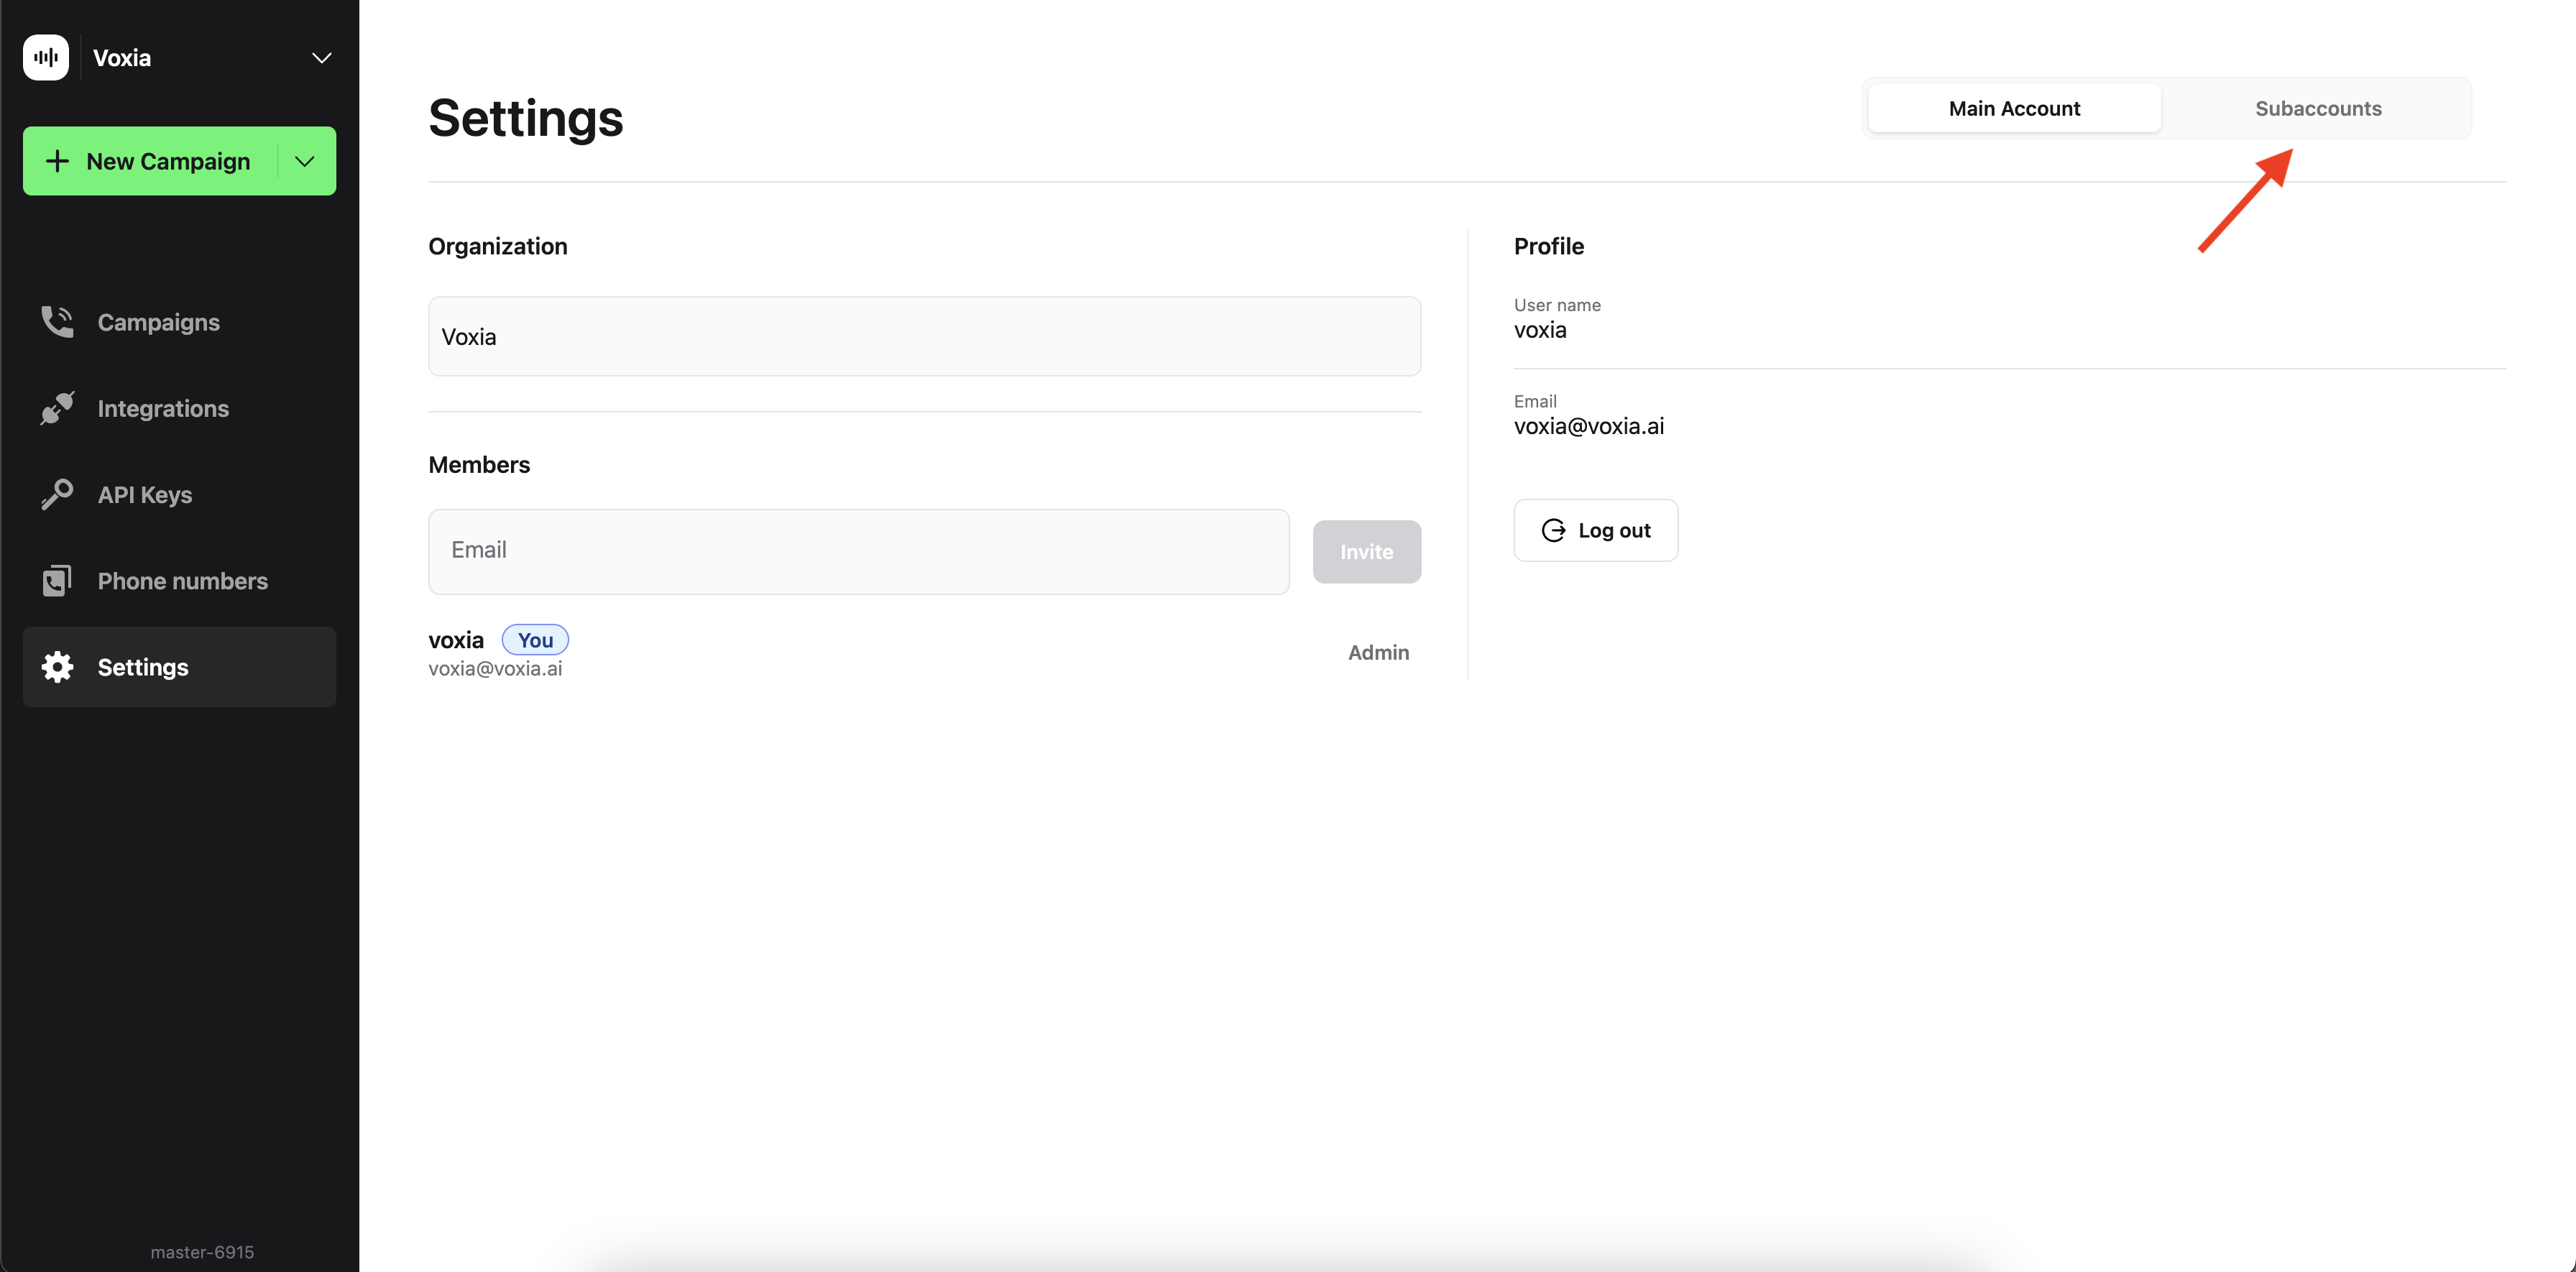 Voxia
New Campaign
Campaigns
Integrations
API Keys
Phone numbers
Settings
master-6915
Settings
Main Account
Subaccounts
Organization
Voxia
Members
Email
Invite
voxia You
voxia@voxia.ai
Admin
Profile
User name
voxia
Email
voxia@voxia.ai
Log out